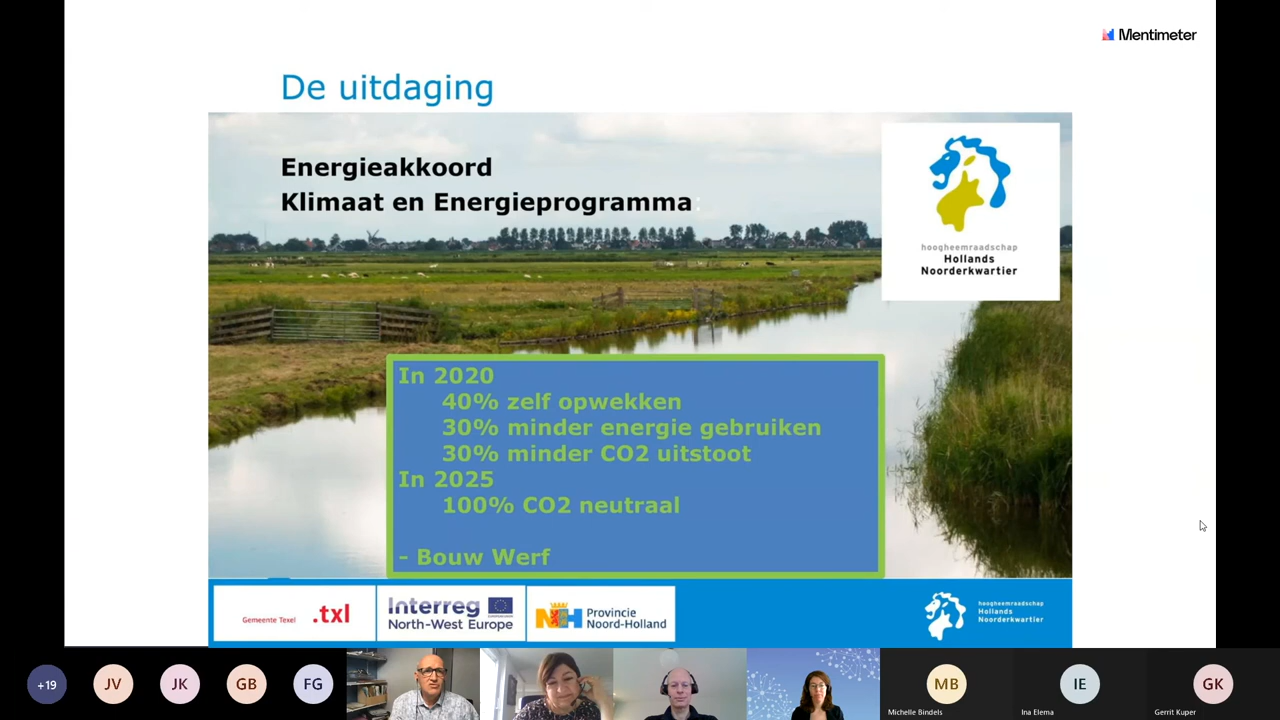 Mentimeter
De uitdaging
Energieakkoord
Klimaat en Energieprogramma
hoogheemraadschap
Hollands
Noorderkwartier
In 2020
40% zelf opwekken
30% minder energie gebruiken
30% minder CO2 uitstoot
In 2025
100% CO2 neutraal
- Bouw Werf
Gemeente Texel .txl
Interreg
North-West Europe
NH Provincie
Noord-Holland
hoogheemraadschap
Hollands
Noorderkwartier
+19 JV JK GB FG MB IE GK
Michelle Bindels Ina Elema Gerrit Kuper